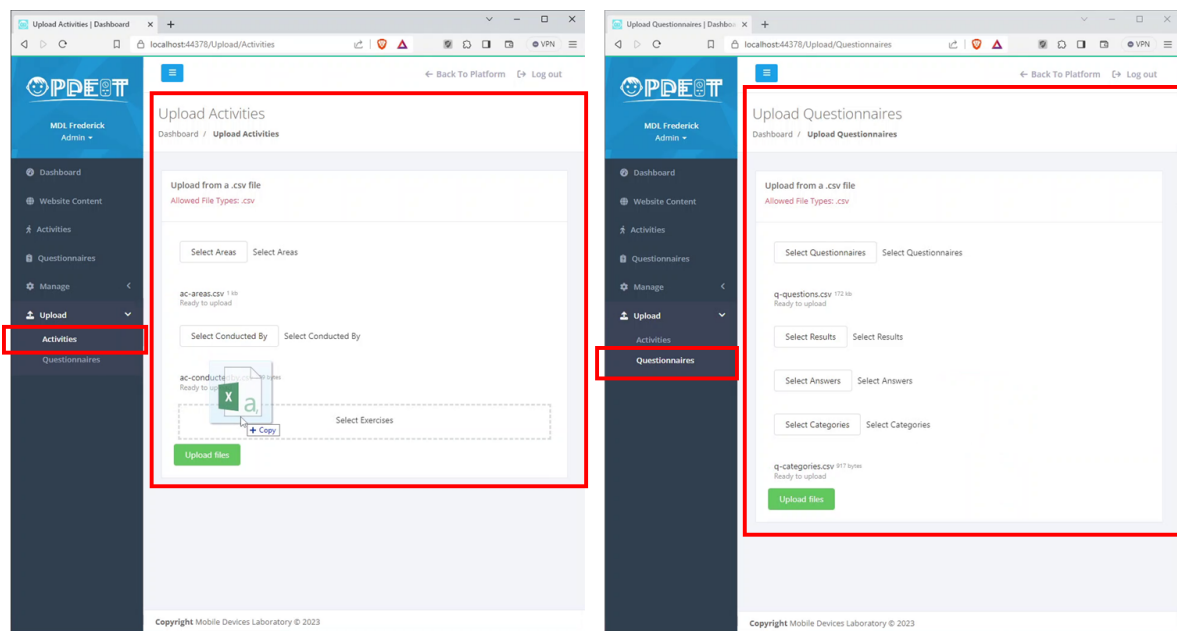 Upload Activities | Dashboard
localhost:44378/Upload/Activities
VPN
Back To Platform
Log out
MDL Frederick
Admin
Dashboard
Website Content
Activities
Questionnaires
Manage
Upload
Activities
Questionnaires
Upload Activities
Dashboard / Upload Activities
Upload from a .csv file
Allowed File Types: .csv
Select Areas Select Areas
ac-areas.csv 1 kb
Ready to upload
Select Conducted By Select Conducted By
Ready to
Select Exercises
+ Copy
Upload files
Copyright Mobile Devices Laboratory © 2023
Upload Questionnaires | Dashboa
localhost:44378/Upload/Questionnaires
VPN
Back To Platform
Log out
MDL Frederick
Admin
Dashboard
Website Content
Activities
Questionnaires
Manage
Upload
Activities
Questionnaires
Upload Questionnaires
Dashboard / Upload Questionnaires
Upload from a .csv file
Allowed File Types: .csv
Select Questionnaires Select Questionnaires
q-questions.csv 172 kb
Ready to upload
Select Results Select Results
Select Answers Select Answers
Select Categories Select Categories
q-categories.csv 917 bytes
Ready to upload
Upload files
Copyright Mobile Devices Laboratory © 2023